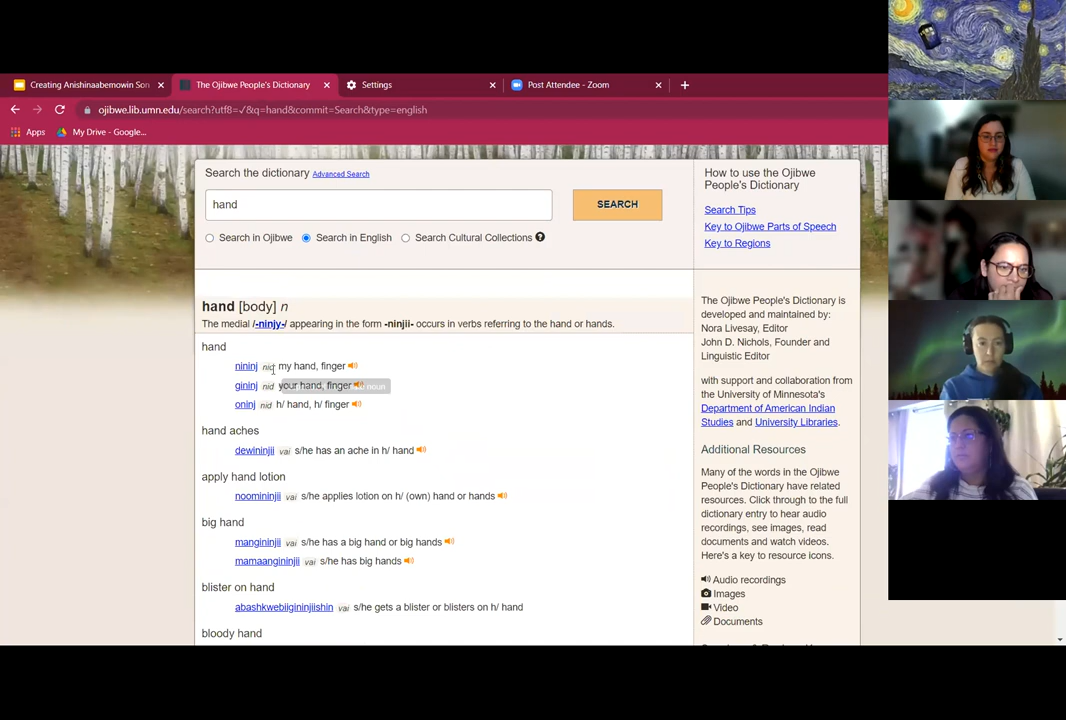 Creating Anishinaabemowin Son
The Ojibwe People's Dictionary
Settings
Post Attendee - Zoom
ojibwe.lib.umn.edu/search?utf8=✓&q=hand&commit=Search&type=english
Apps
My Drive - Google...
Search the dictionary Advanced Search
hand
SEARCH
Search in Ojibwe
Search in English
Search Cultural Collections
hand [body] n
The medial /-ninjy-/ appearing in the form -ninjii- occurs in verbs referring to the hand or hands.
hand
nininj nid my hand, finger
gininj nid your hand, finger
noun
oninj nid h/ hand, h/ finger
hand aches
dewininjii vai s/he has an ache in h/ hand
apply hand lotion
noomininjii vai s/he applies lotion on h/ (own) hand or hands
big hand
mangininjii vai s/he has a big hand or big hands
mamaangininjii vai s/he has big hands
blister on hand
abashkwebiigininjiishin vai s/he gets a blister or blisters on h/ hand
bloody hand
How to use the Ojibwe
People's Dictionary
Search Tips
Key to Ojibwe Parts of Speech
Key to Regions
The Ojibwe People's Dictionary is
developed and maintained by:
Nora Livesay, Editor
John D. Nichols, Founder and
Linguistic Editor
with support and collaboration from
the University of Minnesota's
Department of American Indian
Studies and University Libraries.
Additional Resources
Many of the words in the Ojibwe
People's Dictionary have related
resources. Click through to the full
dictionary entry to hear audio
recordings, see images, read
documents and watch videos.
Here's a key to resource icons.
Audio recordings
Images
Video
Documents